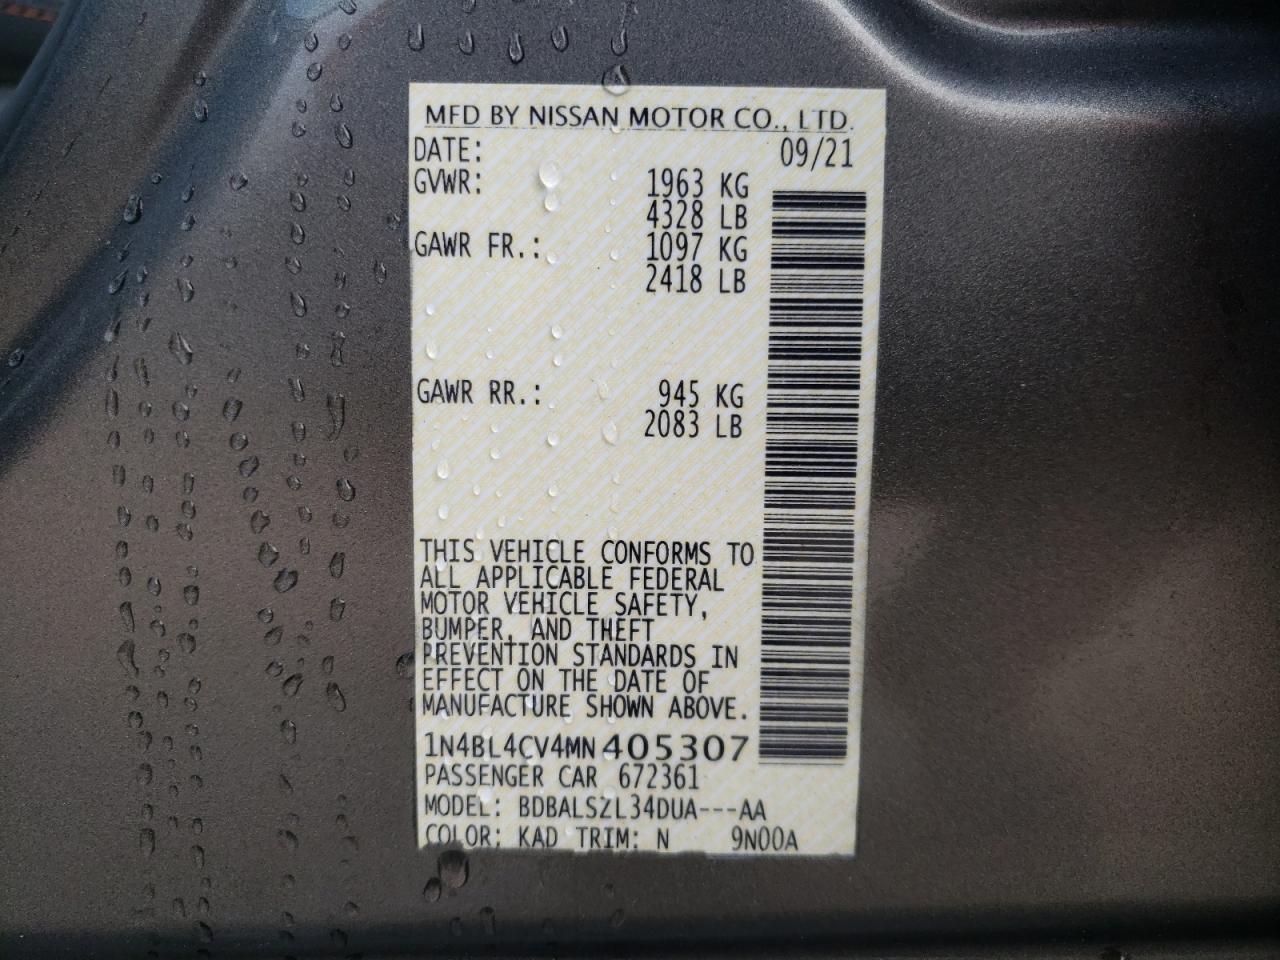 MFD BY NISSAN MOTOR CO., LTD.
DATE: 09/21
GVWR: 1963 KG
4328 LB
GAWR FR.: 1097 KG
2418 LB
GAWR RR.: 945 KG
2083 LB
THIS VEHICLE CONFORMS TO
ALL APPLICABLE FEDERAL
MOTOR VEHICLE SAFETY,
BUMPER, AND THEFT
PREVENTION STANDARDS IN
EFFECT ON THE DATE OF
MANUFACTURE SHOWN ABOVE.
1N4BL4CV4MN405307
PASSENGER CAR 672361
MODEL: BDBALSZL34DUA---AA
COLOR: KAD TRIM: N 9N00A